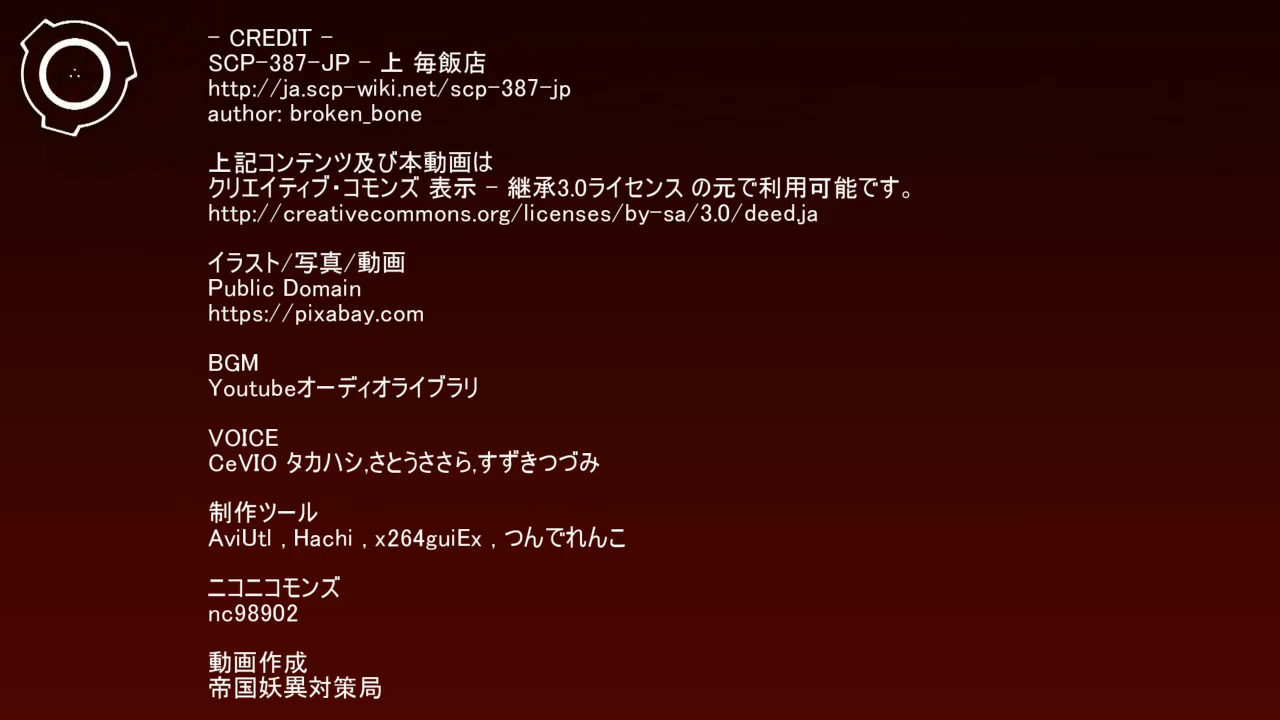 - CREDIT -
SCP-387-JP - 上 毎飯店
http://ja.scp-wiki.net/scp-387-jp
author: broken_bone
上記コンテンツ及び本動画は
クリエイティブ・コモンズ 表示 - 継承3.0ライセンス の元で利用可能です。
http://creativecommons.org/licenses/by-sa/3.0/deed.ja
イラスト/写真/動画
Public Domain
https://pixabay.com
BGM
Youtubeオーディオライブラリ
VOICE
CeVIO タカハシ,さとうささら,すずきつづみ
制作ツール
AviUtl , Hachi , x264guiEx , つんでれんこ
ニコニコモンズ
nc98902
動画作成
帝国妖異対策局